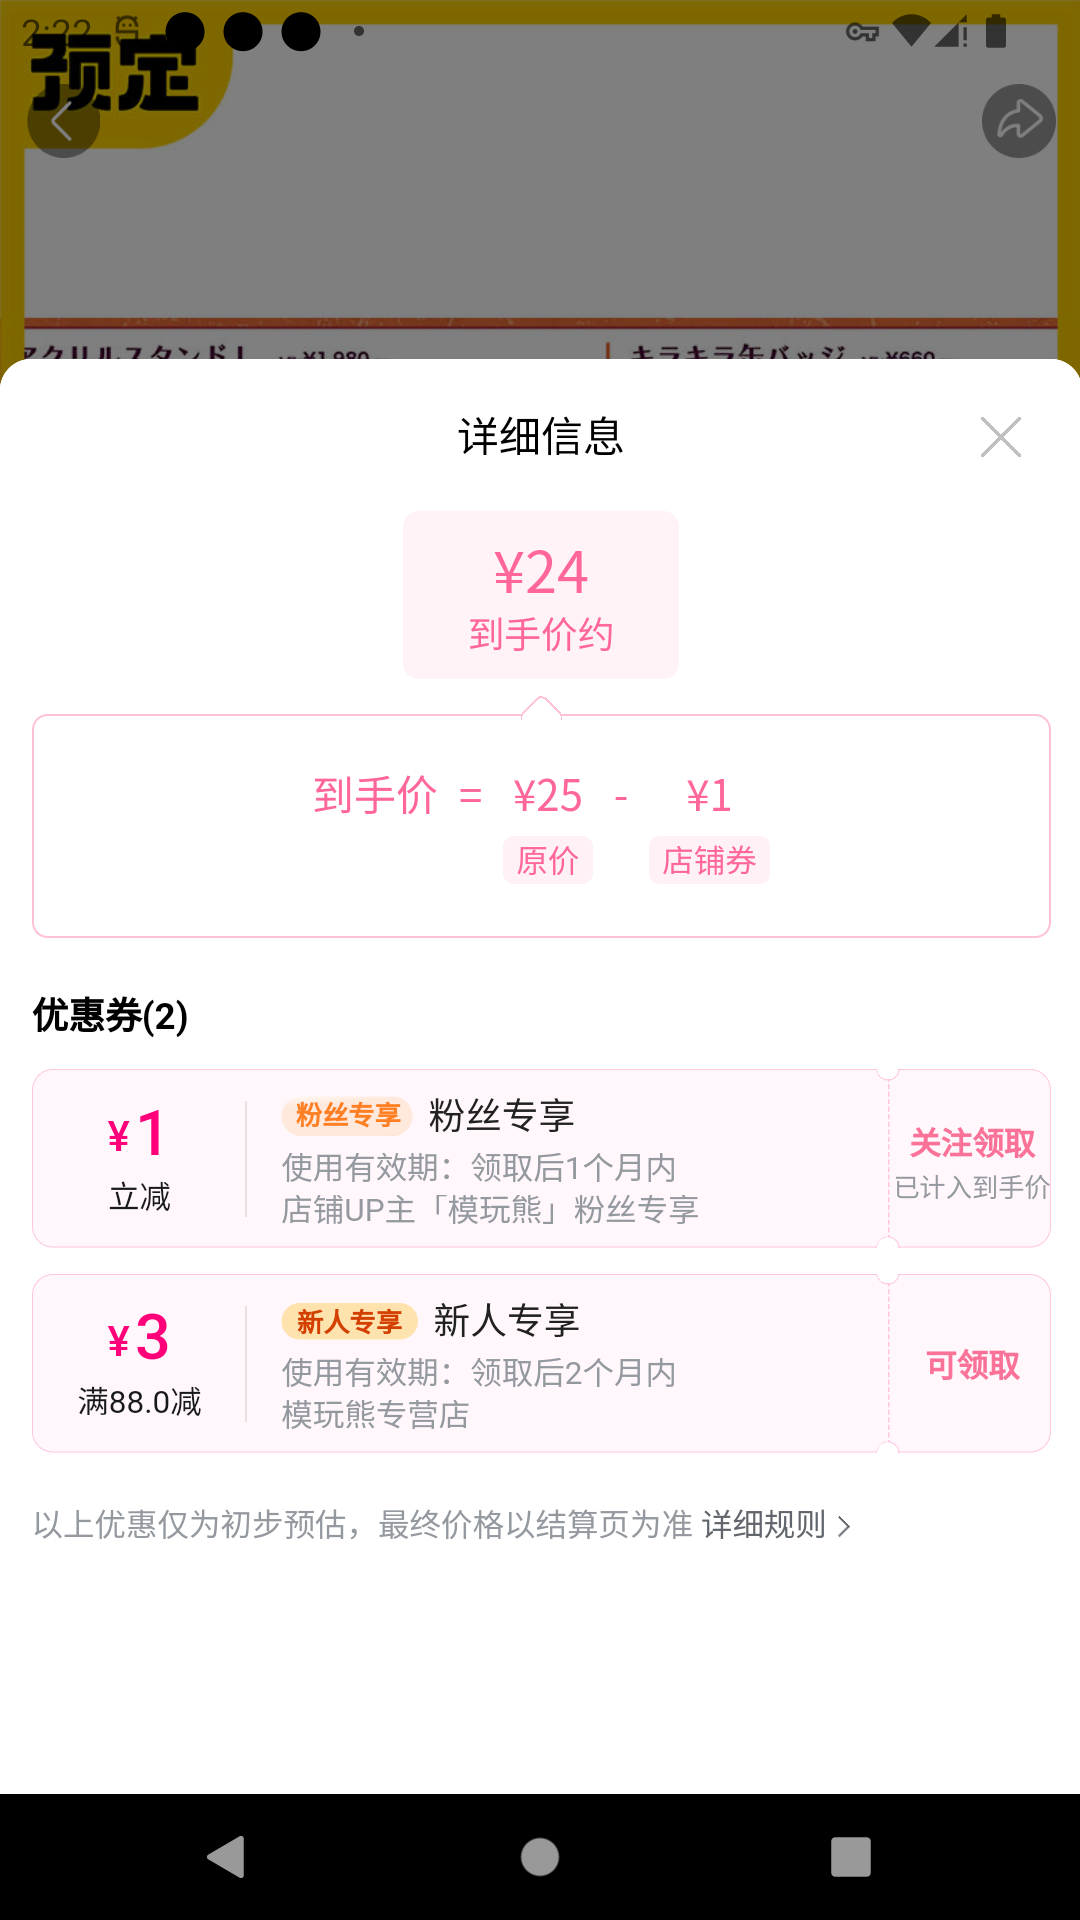 2:22
预定
アクリルスタンド！ ¥1,980
キラキラ缶バッジ ¥660
详细信息
¥24
到手价约
到手价 = ¥25 - ¥1
原价 店铺券
优惠券(2)
¥1
立减
粉丝专享 粉丝专享
使用有效期：领取后1个月内
店铺UP主「模玩熊」粉丝专享
关注领取
已计入到手价
¥3
满88.0减
新人专享 新人专享
使用有效期：领取后2个月内
模玩熊专营店
可领取
以上优惠仅为初步预估，最终价格以结算页为准 详细规则